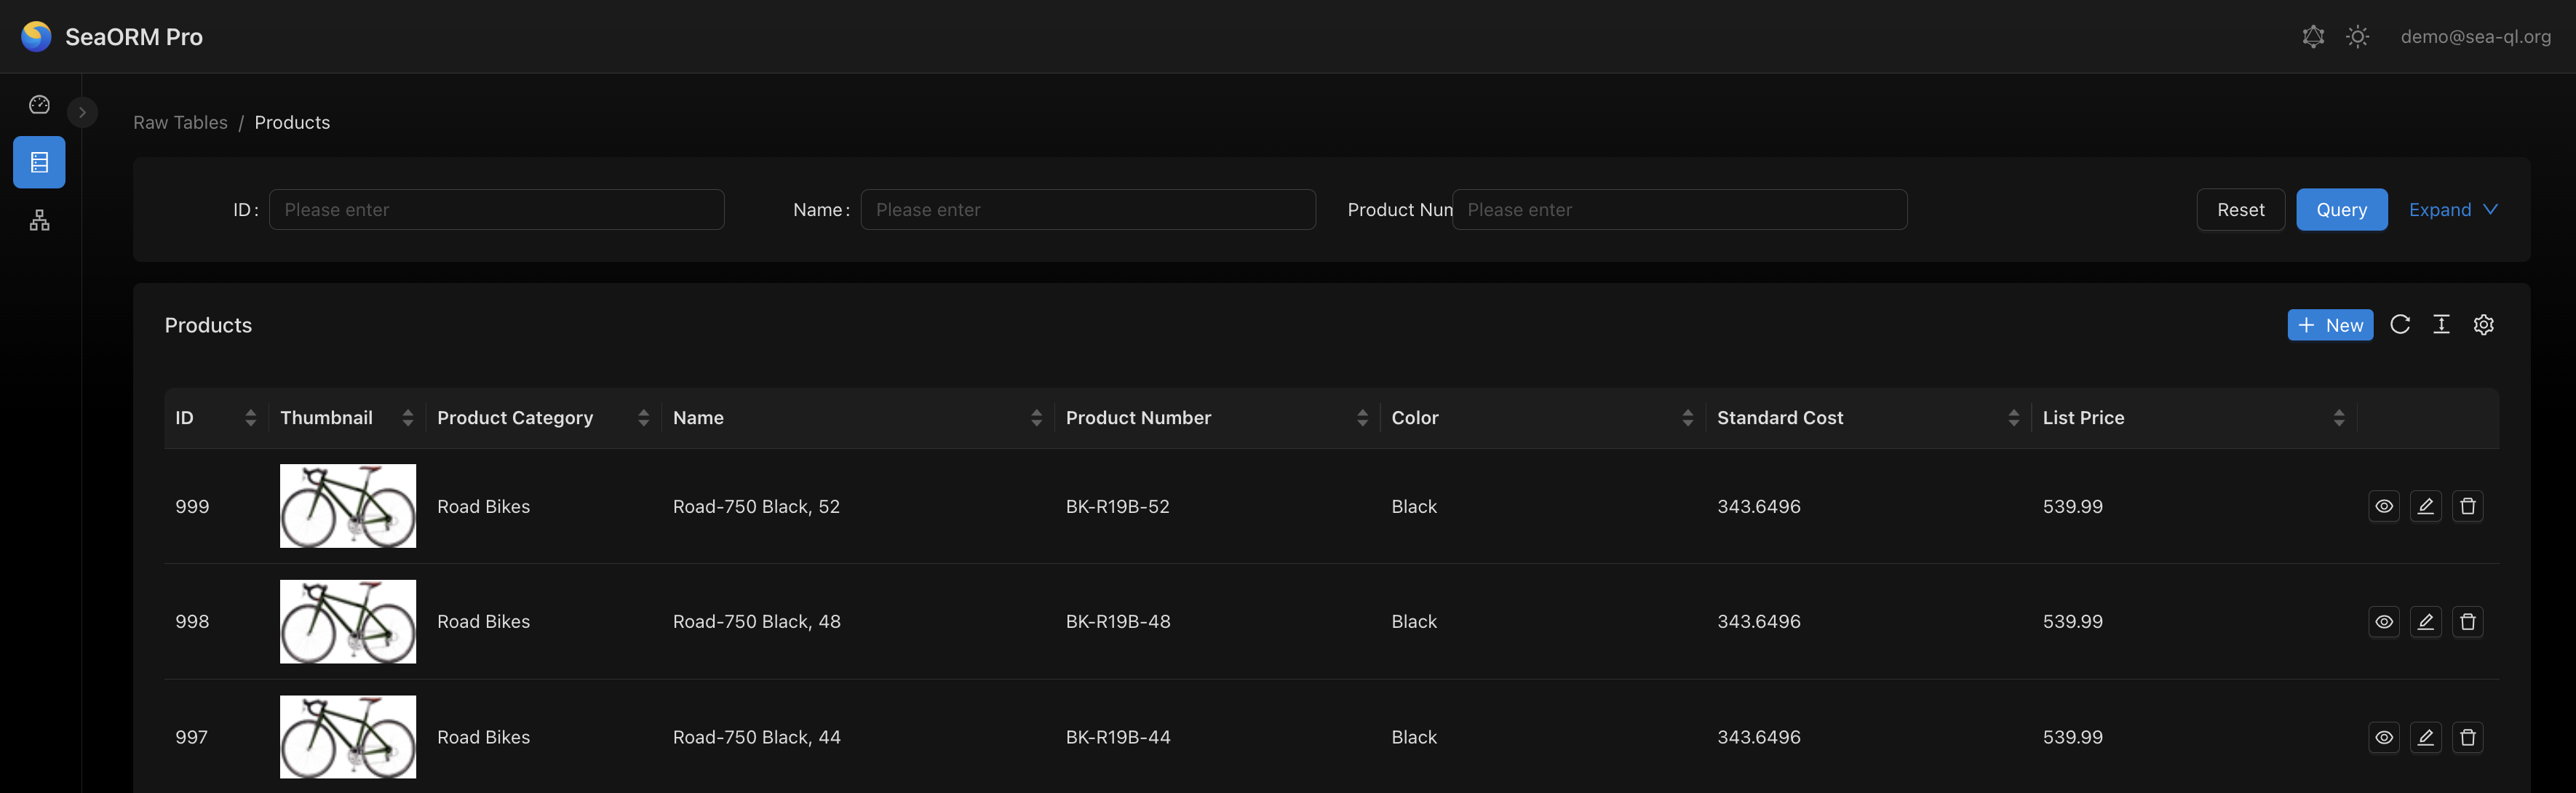 SeaORM Pro
demo@sea-ql.org
Raw Tables / Products
ID : Please enter
Name : Please enter
Product Num Please enter
Reset
Query
Expand
Products
+ New
ID Thumbnail Product Category Name Product Number Color Standard Cost List Price
999 Road Bikes Road-750 Black, 52 BK-R19B-52 Black 343.6496 539.99
998 Road Bikes Road-750 Black, 48 BK-R19B-48 Black 343.6496 539.99
997 Road Bikes Road-750 Black, 44 BK-R19B-44 Black 343.6496 539.99